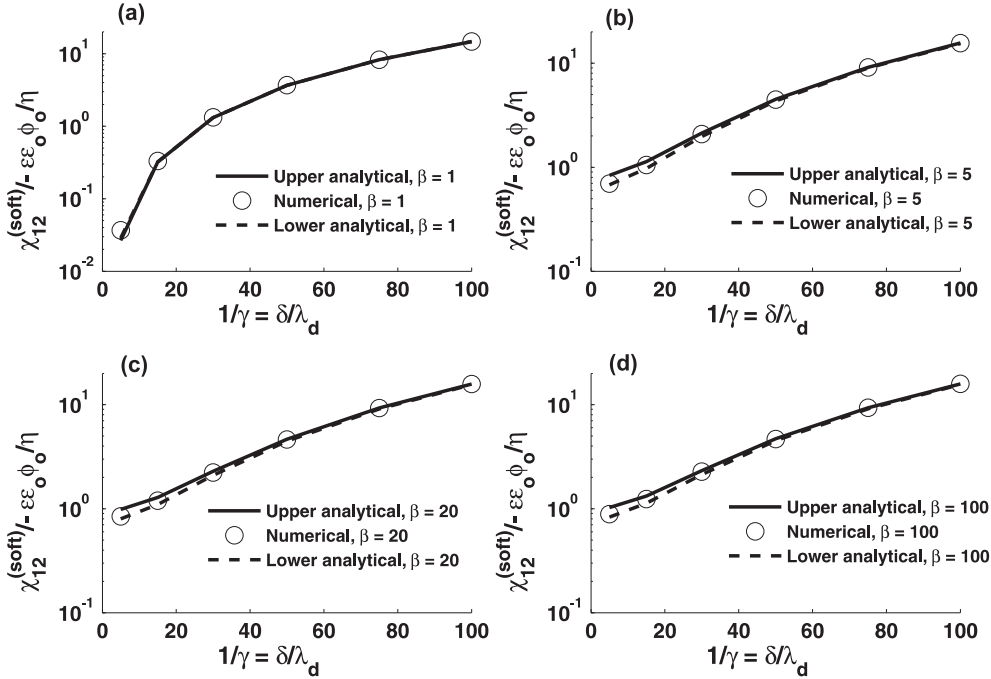 (a)
10^1
10^0
10^-1
10^-2
χ12^(soft)/- εεoϕo/η
Upper analytical, β = 1
Numerical, β = 1
Lower analytical, β = 1
0 20 40 60 80 100
1/γ = δ/λd
(b)
10^1
10^0
10^-1
χ12^(soft)/- εεoϕo/η
Upper analytical, β = 5
Numerical, β = 5
Lower analytical, β = 5
0 20 40 60 80 100
1/γ = δ/λd
(c)
10^1
10^0
10^-1
χ12^(soft)/- εεoϕo/η
Upper analytical, β = 20
Numerical, β = 20
Lower analytical, β = 20
0 20 40 60 80 100
1/γ = δ/λd
(d)
10^1
10^0
10^-1
χ12^(soft)/- εεoϕo/η
Upper analytical, β = 100
Numerical, β = 100
Lower analytical, β = 100
0 20 40 60 80 100
1/γ = δ/λd